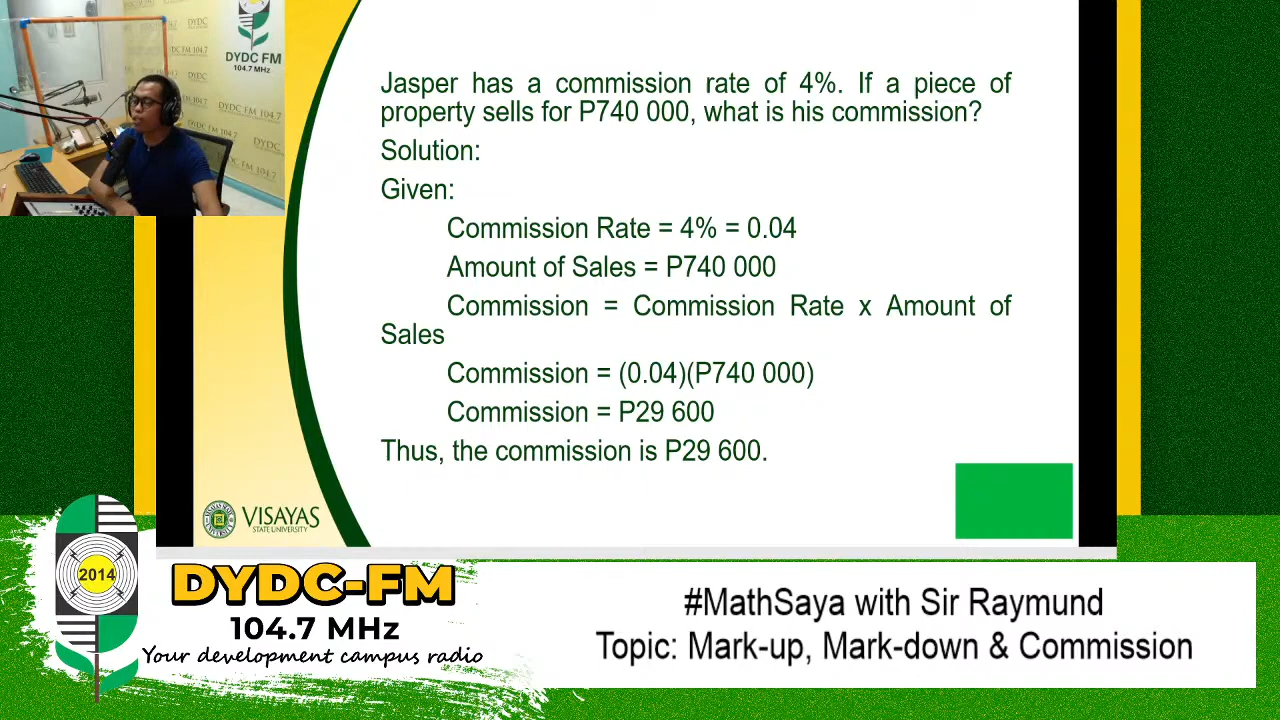 DYDC FM
104.7 MHz
Jasper has a commission rate of 4%. If a piece of
property sells for P740 000, what is his commission?
Solution:
Given:
Commission Rate = 4% = 0.04
Amount of Sales = P740 000
Commission = Commission Rate x Amount of
Sales
Commission = (0.04)(P740 000)
Commission = P29 600
Thus, the commission is P29 600.
VISAYAS
STATE UNIVERSITY
2014
DYDC-FM
104.7 MHz
Your development campus radio
#MathSaya with Sir Raymund
Topic: Mark-up, Mark-down & Commission